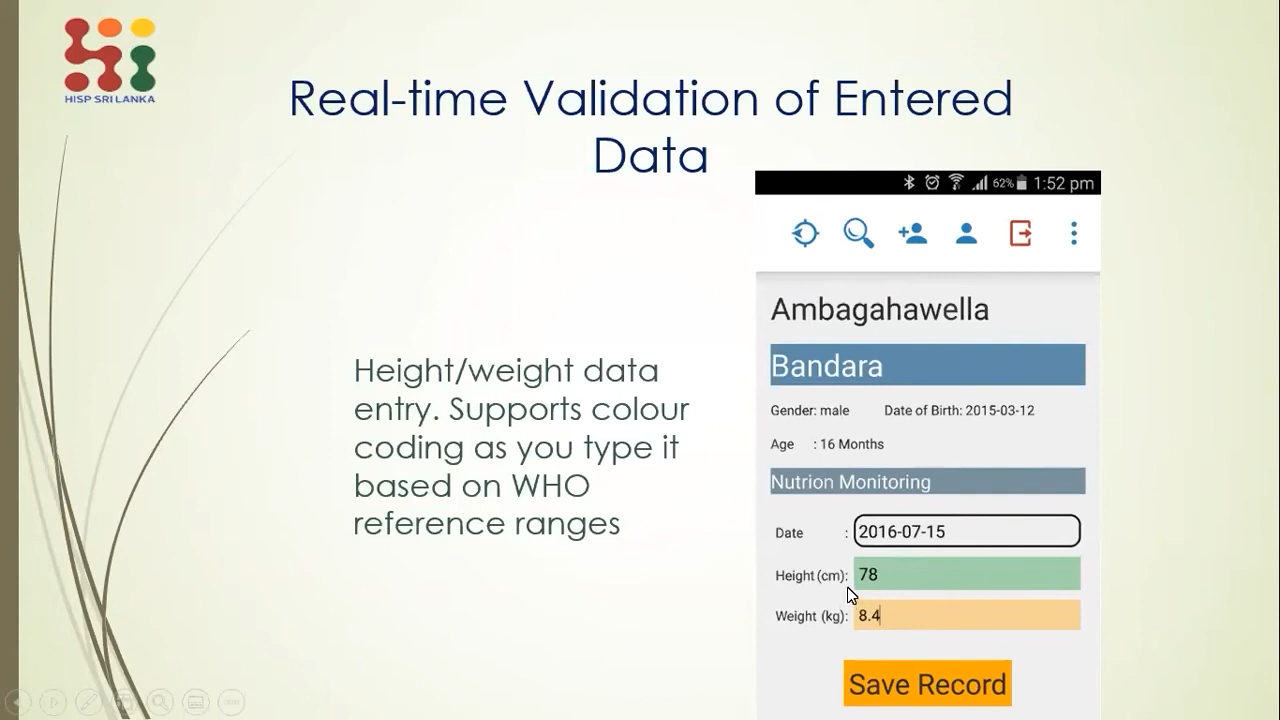 HISP SRI LANKA
Real-time Validation of Entered
Data
Height/weight data
entry. Supports colour
coding as you type it
based on WHO
reference ranges
62% 1:52 pm
Ambagahawella
Bandara
Gender: male Date of Birth: 2015-03-12
Age : 16 Months
Nutrion Monitoring
Date : 2016-07-15
Height (cm): 78
Weight (kg): 8.4
Save Record